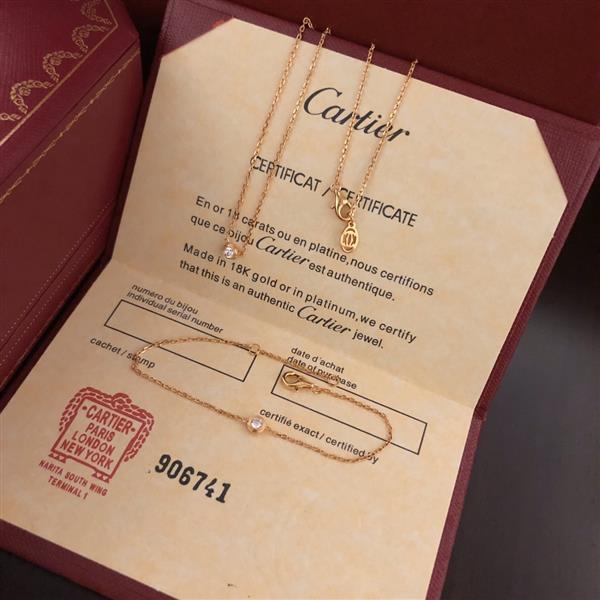 Cartier
CERTIFICAT / CERTIFICATE
En or 18 carats ou en platine, nous certifions
que ce bijou Cartier est authentique.
Made in 18K gold or in platinum, we certify
that this is an authentic Cartier jewel.
numéro du bijou
individual serial number
date d'achat
date of purchase
cachet / stamp
certifié exact / certified by
CARTIER
PARIS
LONDON
NEW YORK
NARITA SOUTH WING
TERMINAL 1
906741